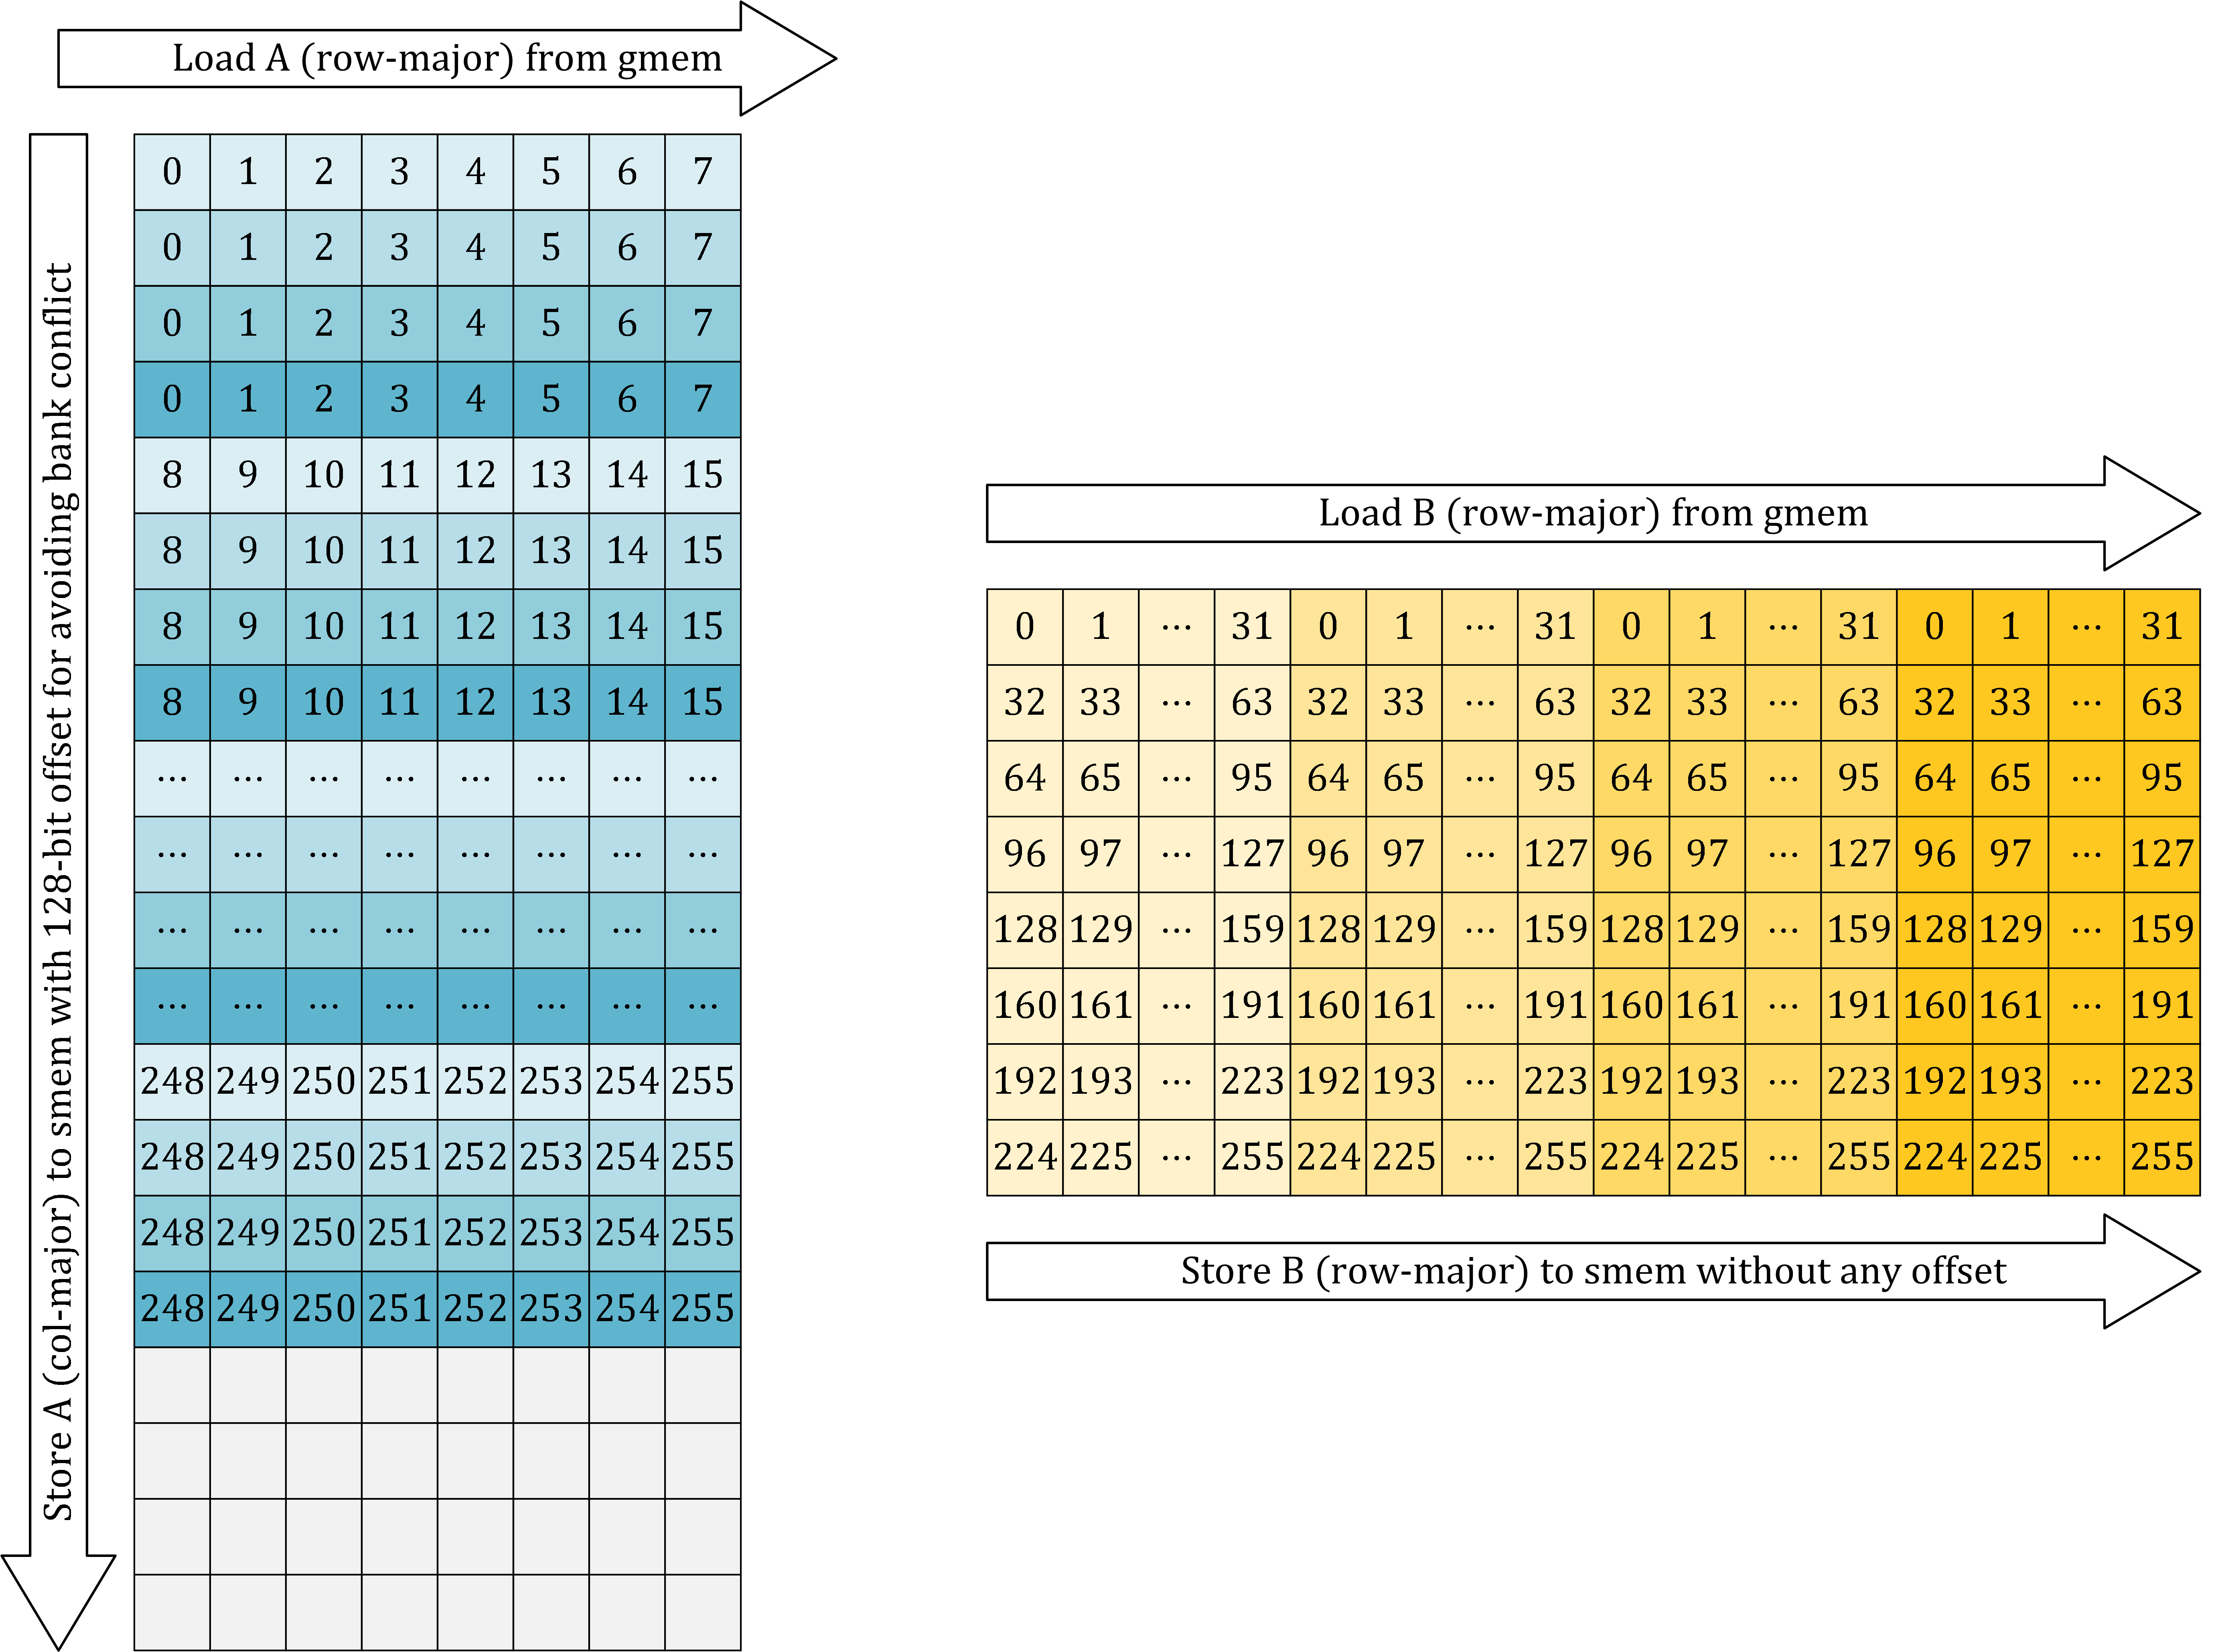 Load A (row-major) from gmem
Store A (col-major) to smem with 128-bit offset for avoiding bank conflict
0 1 2 3 4 5 6 7
0 1 2 3 4 5 6 7
0 1 2 3 4 5 6 7
0 1 2 3 4 5 6 7
8 9 10 11 12 13 14 15
8 9 10 11 12 13 14 15
8 9 10 11 12 13 14 15
8 9 10 11 12 13 14 15
... ... ... ... ... ... ... ...
... ... ... ... ... ... ... ...
... ... ... ... ... ... ... ...
... ... ... ... ... ... ... ...
248 249 250 251 252 253 254 255
248 249 250 251 252 253 254 255
248 249 250 251 252 253 254 255
248 249 250 251 252 253 254 255
Load B (row-major) from gmem
0 1 ... 31 0 1 ... 31 0 1 ... 31 0 1 ... 31
32 33 ... 63 32 33 ... 63 32 33 ... 63 32 33 ... 63
64 65 ... 95 64 65 ... 95 64 65 ... 95 64 65 ... 95
96 97 ... 127 96 97 ... 127 96 97 ... 127 96 97 ... 127
128 129 ... 159 128 129 ... 159 128 129 ... 159 128 129 ... 159
160 161 ... 191 160 161 ... 191 160 161 ... 191 160 161 ... 191
192 193 ... 223 192 193 ... 223 192 193 ... 223 192 193 ... 223
224 225 ... 255 224 225 ... 255 224 225 ... 255 224 225 ... 255
Store B (row-major) to smem without any offset